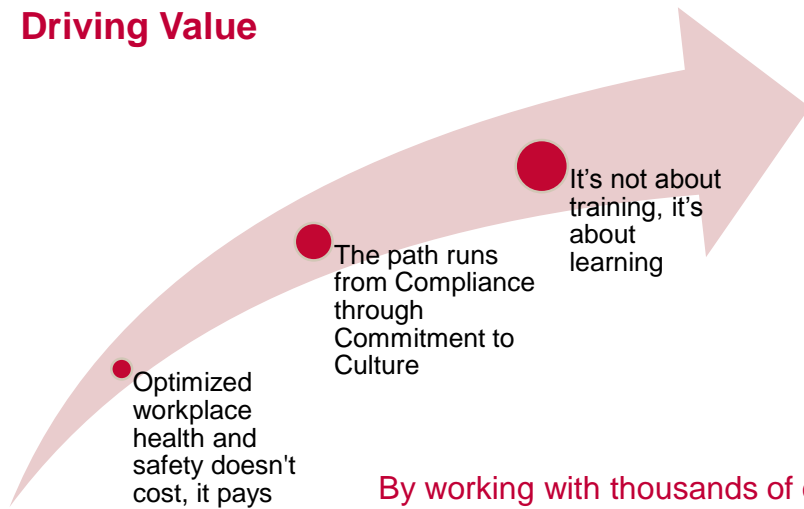 Driving Value
It’s not about
training, it’s
about
learning
The path runs
from Compliance
through
Commitment to
Culture
Optimized
workplace
health and
safety doesn't
cost, it pays
By working with thousands of